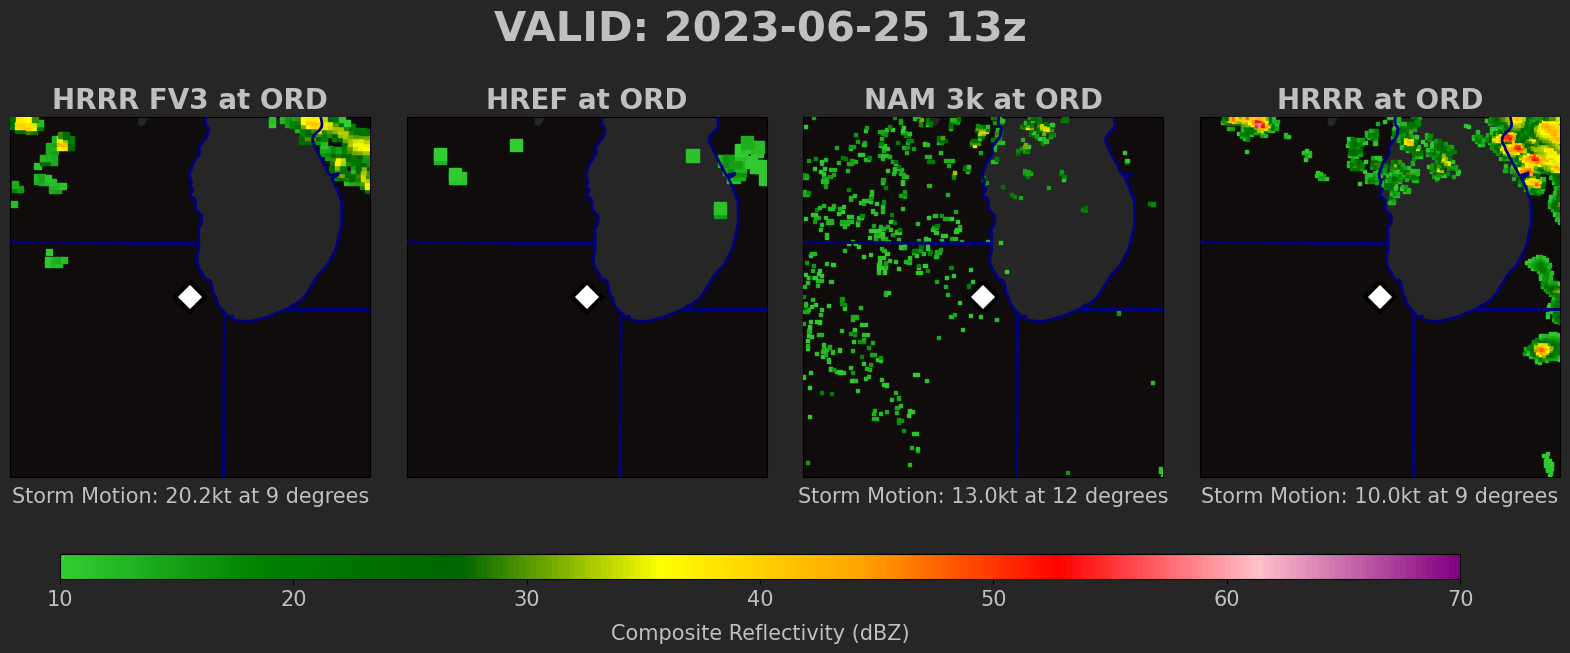 VALID: 2023-06-25 13z
HRRR FV3 at ORD
HREF at ORD
NAM 3k at ORD
HRRR at ORD
Storm Motion: 20.2kt at 9 degrees
Storm Motion: 13.0kt at 12 degrees
Storm Motion: 10.0kt at 9 degrees
10 20 30 40 50 60 70
Composite Reflectivity (dBZ)